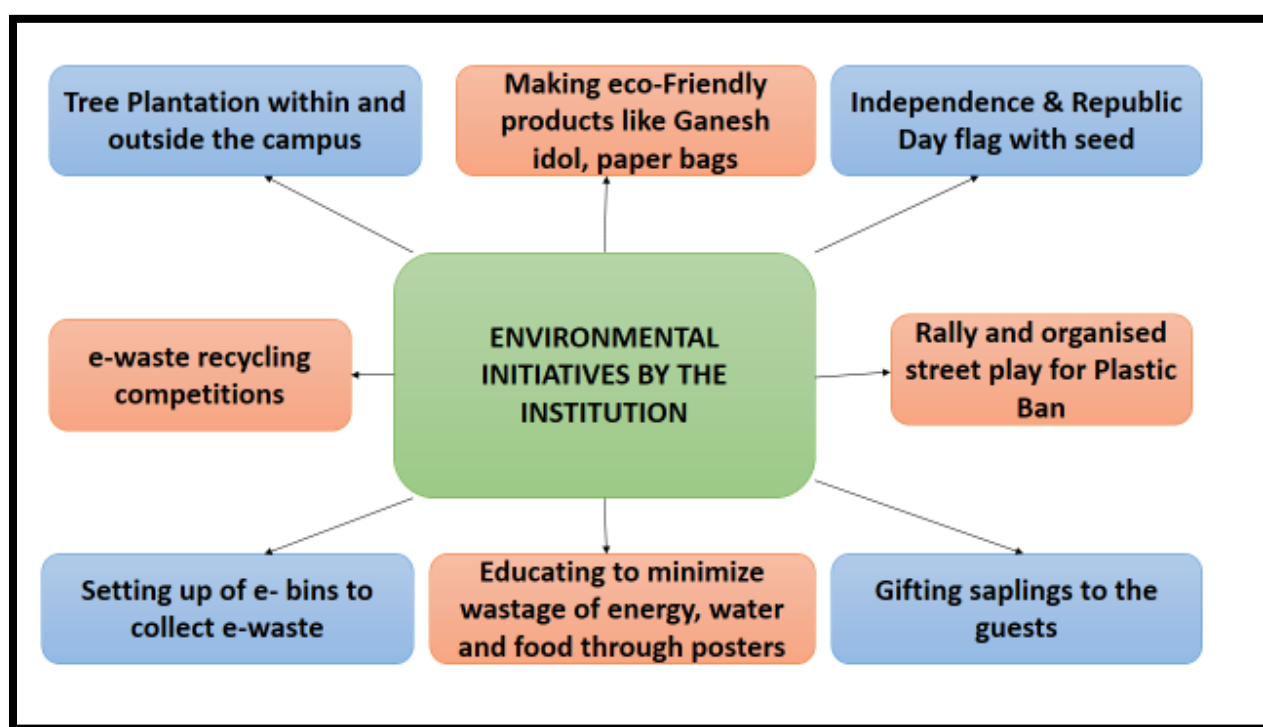 Tree Plantation within and
outside the campus
Making eco-Friendly
products like Ganesh
idol, paper bags
Independence & Republic
Day flag with seed
e-waste recycling
competitions
ENVIRONMENTAL
INITIATIVES BY THE
INSTITUTION
Rally and organised
street play for Plastic
Ban
Setting up of e- bins to
collect e-waste
Educating to minimize
wastage of energy, water
and food through posters
Gifting saplings to the
guests